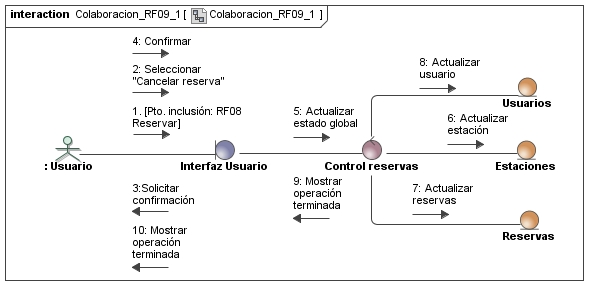 interaction Colaboracion_RF09_1 [ Colaboracion_RF09_1 ]
4: Confirmar
2: Seleccionar
"Cancelar reserva"
1. [Pto. inclusión: RF08
Reservar]
5: Actualizar
estado global
8: Actualizar
usuario
6: Actualizar
estación
Usuarios
: Usuario
Interfaz Usuario
Control reservas
Estaciones
3:Solicitar
confirmación
9: Mostrar
operación
terminada
7: Actualizar
reservas
10: Mostrar
operación
terminada
Reservas